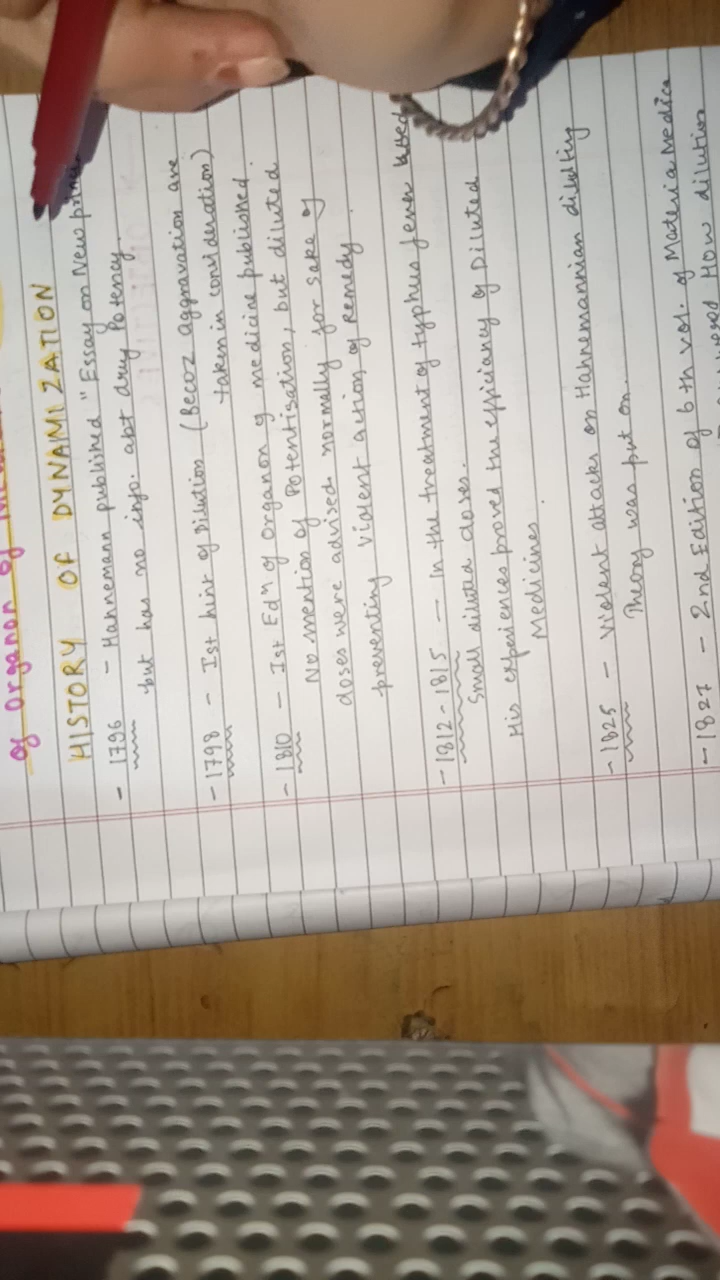 of organon of
HISTORY OF DYNAMIZATION
- 1796 - Hahnemann published "Essay on New
but has no info. abt drug Potency.
- 1798 - Ist hint of Dilution (Becoz aggravation are
taken in consideration)
- 1810 - Ist Edⁿ of Organon of medicine published.
No mention of Potentisation, but diluted
doses were advised normally for sake of
preventing violent action of Remedy.
- 1812-1815 - In the treatment of typhus fever used
Small diluted doses.
His experiences proved the efficiency of Diluted
Medicines.
- 1825 - Violent attacks on Hahnemannian diluting
Theory was put on.
- 1827 - 2nd Edition of 6th vol. of Materia Medica
How dilution